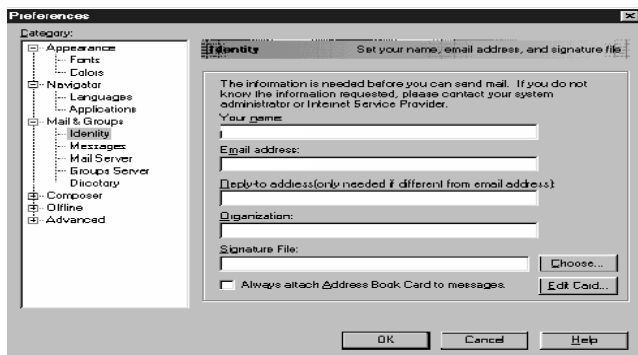 Preferences
Category:
Appearance
Fonts
Colors
Navigator
Languages
Applications
Mail & Groups
Identity
Messages
Mail Server
Groups Server
Directory
Composer
Offline
Advanced
Identity Set your name, email address, and signature file
The information is needed before you can send mail. If you do not
know the information requested, please contact your system
administrator or Internet Service Provider.
Your name:
Email address:
Reply-to address(only needed if different from email address):
Organization:
Signature File:
Choose...
Always attach Address Book Card to messages.
Edit Card...
OK Cancel Help